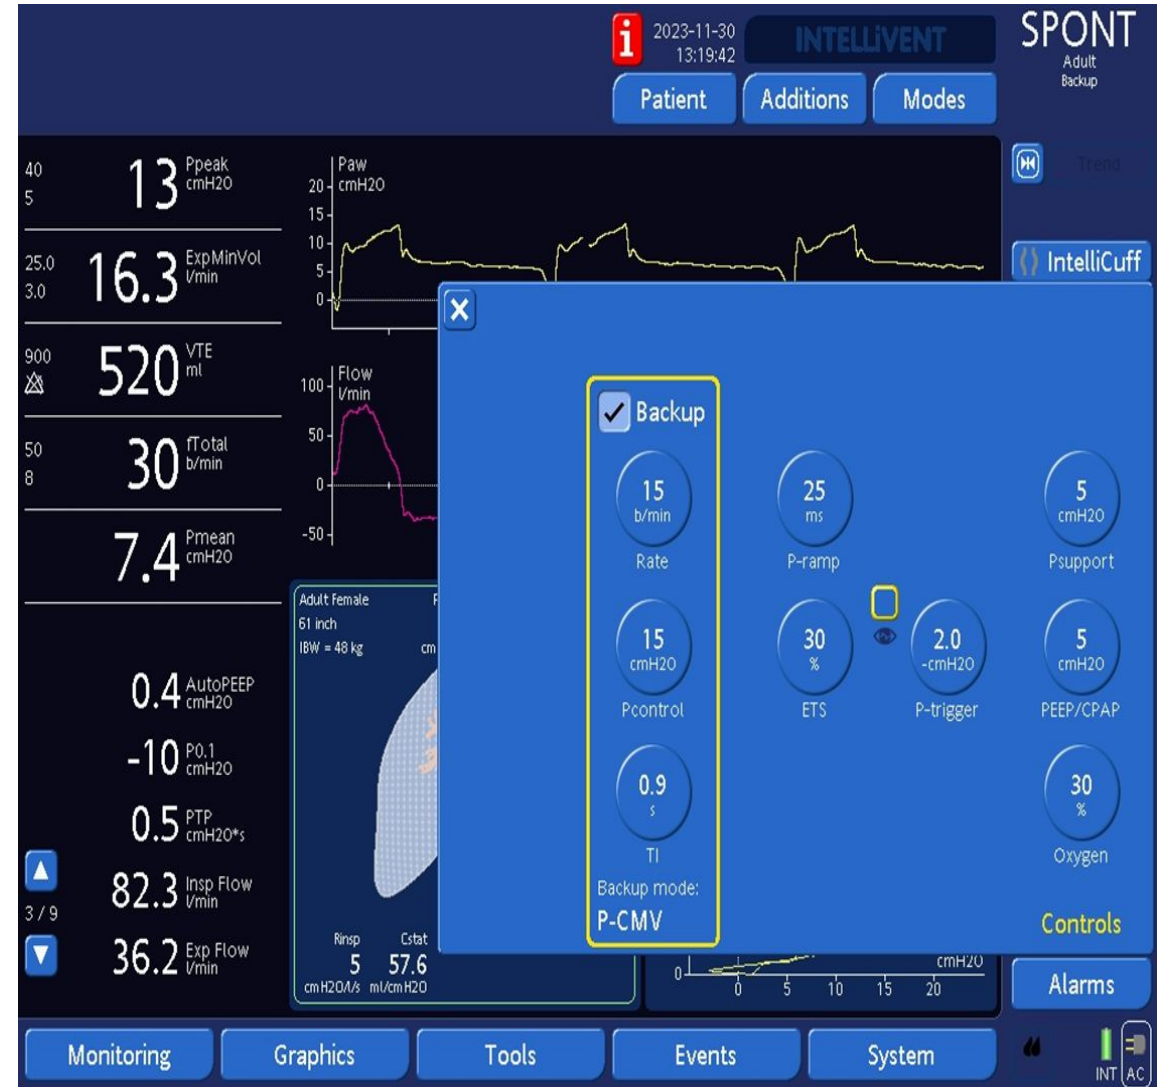 i
2023-11-30
13:19:42
INTELLiVENT
SPONT
Adult
Backup
Patient
Additions
Modes
40
5
13
Ppeak
cmH2O
25.0
3.0
16.3
ExpMinVol
l/min
900
520
VTE
ml
50
8
30
fTotal
b/min
7.4
Pmean
cmH2O
0.4
AutoPEEP
cmH2O
-10
P0.1
cmH2O
0.5
PTP
cmH2O*s
3 / 9
82.3
Insp Flow
l/min
36.2
Exp Flow
l/min
Paw
cmH2O
20
15
10
5
0
Flow
l/min
100
50
0
-50
Trend
IntelliCuff
Adult Female
61 inch
IBW = 48 kg
cm
Rinsp
5
cmH2O/l/s
Cstat
57.6
ml/cmH2O
Backup
15
b/min
Rate
15
cmH2O
Pcontrol
0.9
s
TI
Backup mode:
P-CMV
25
ms
P-ramp
30
%
ETS
2.0
-cmH2O
P-trigger
5
cmH2O
Psupport
5
cmH2O
PEEP/CPAP
30
%
Oxygen
Controls
0
cmH2O
0 5 10 15 20
Alarms
Monitoring
Graphics
Tools
Events
System
INT
AC